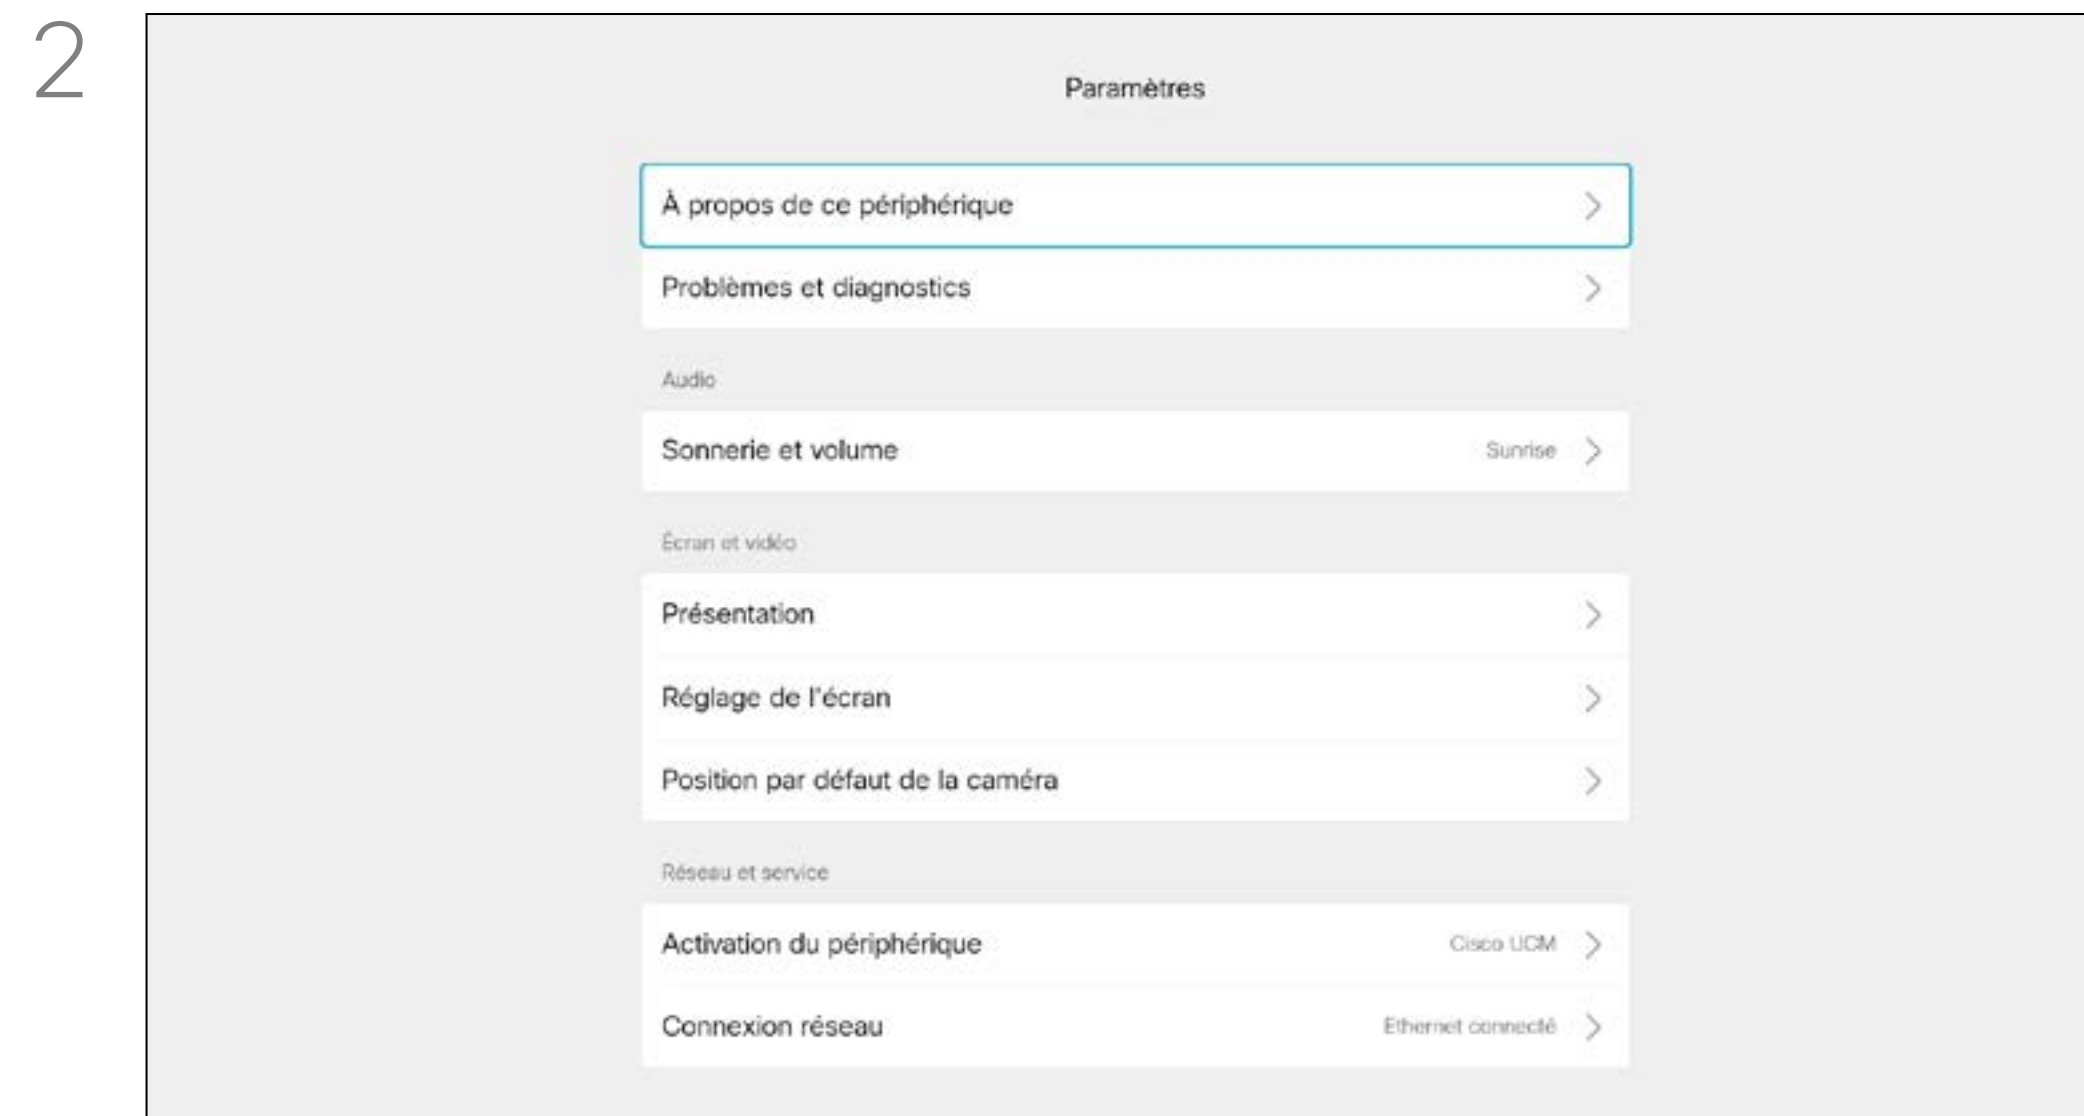 2
Paramètres
À propos de ce périphérique
Problèmes et diagnostics
Audio
Sonnerie et volume Sunrise
Écran et vidéo
Présentation
Réglage de l'écran
Position par défaut de la caméra
Réseau et service
Activation du périphérique Cisco UCM
Connexion réseau Ethernet connecté